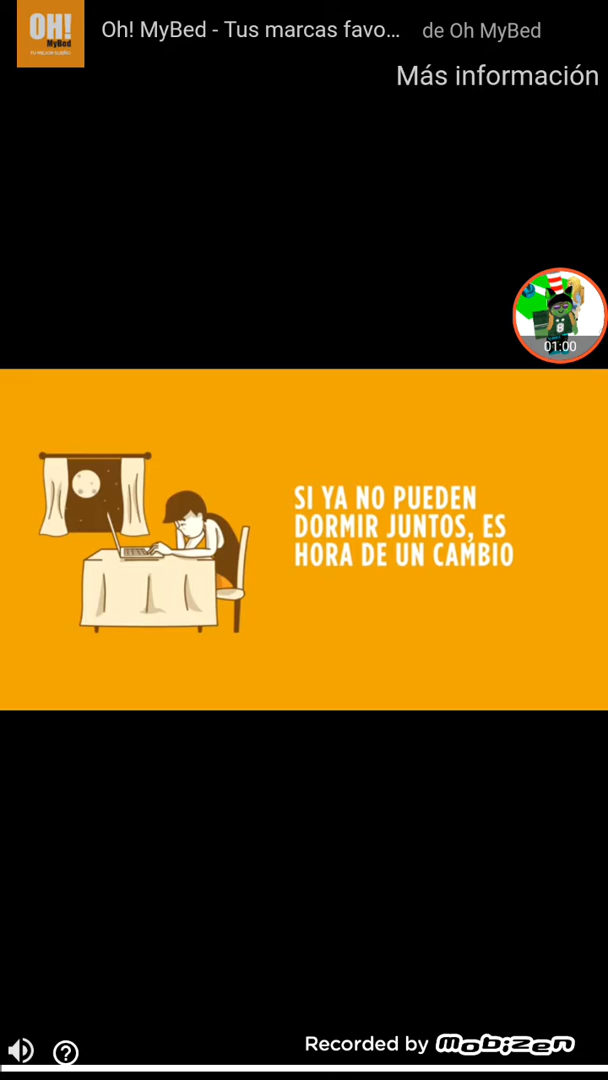 OH!
MyBed
Oh! MyBed - Tus marcas favo...
de Oh MyBed
Más información
01:00
SI YA NO PUEDEN
DORMIR JUNTOS, ES
HORA DE UN CAMBIO
Recorded by mobizen